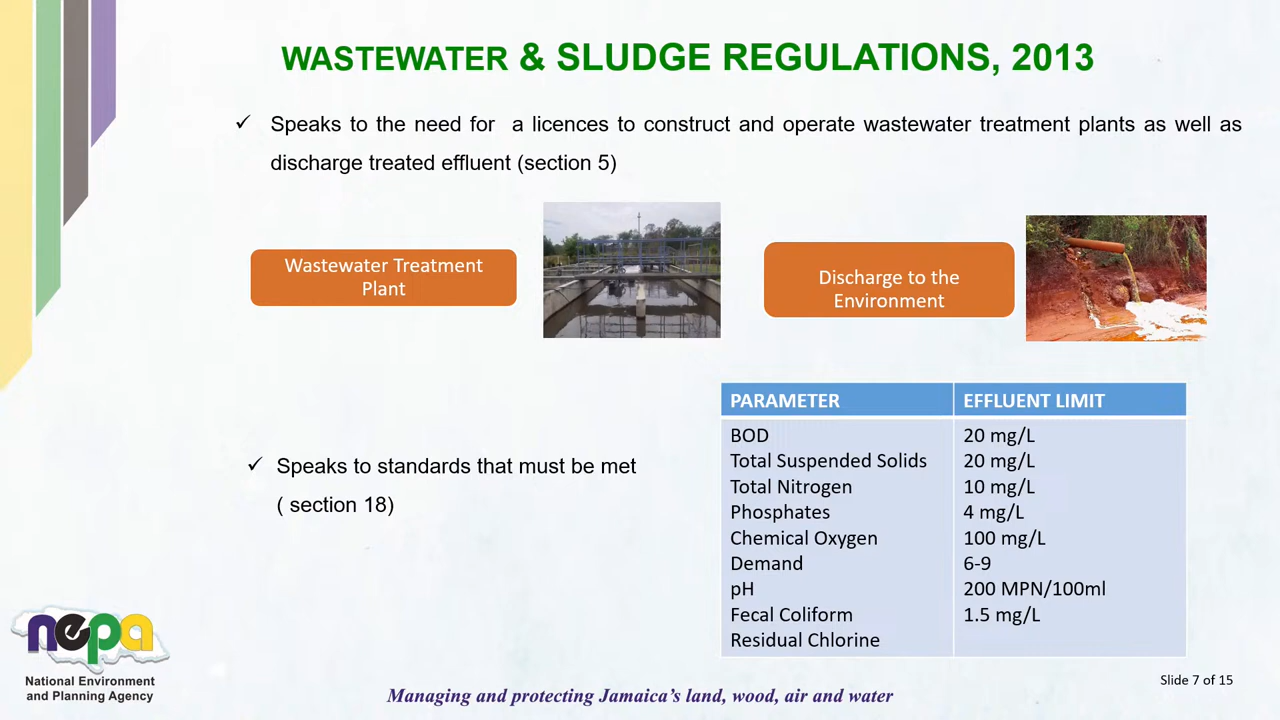 WASTEWATER & SLUDGE REGULATIONS, 2013
✓ Speaks to the need for a licences to construct and operate wastewater treatment plants as well as
discharge treated effluent (section 5)
Wastewater Treatment
Plant
Discharge to the
Environment
✓ Speaks to standards that must be met
( section 18)
PARAMETER EFFLUENT LIMIT
BOD 20 mg/L
Total Suspended Solids 20 mg/L
Total Nitrogen 10 mg/L
Phosphates 4 mg/L
Chemical Oxygen 100 mg/L
Demand 6-9
pH 200 MPN/100ml
Fecal Coliform 1.5 mg/L
Residual Chlorine
nepa
National Environment
and Planning Agency
Managing and protecting Jamaica's land, wood, air and water
Slide 7 of 15